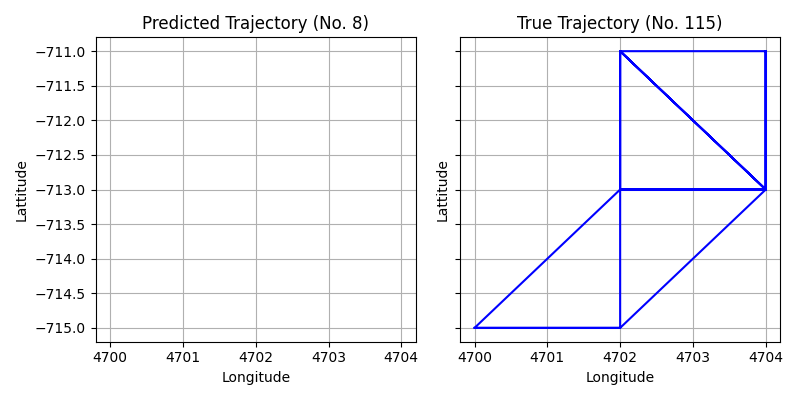 Predicted Trajectory (No. 8)
True Trajectory (No. 115)
−711.0
−711.5
−712.0
−712.5
−713.0
−713.5
−714.0
−714.5
−715.0
Lattitude
Lattitude
4700 4701 4702 4703 4704
4700 4701 4702 4703 4704
Longitude
Longitude